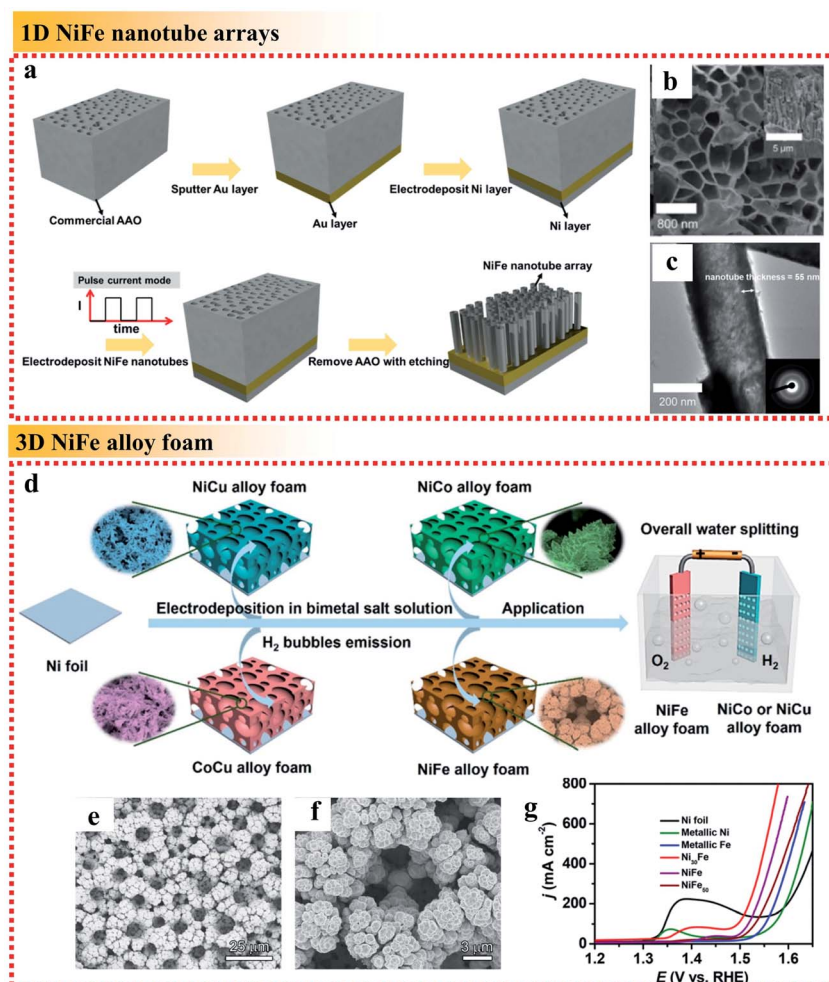 1D NiFe nanotube arrays
a
Commercial AAO
Sputter Au layer
Au layer
Electrodeposit Ni layer
Ni layer
Pulse current mode
I
time
Electrodeposit NiFe nanotubes
Remove AAO with etching
NiFe nanotube array
b
5 μm
800 nm
c
nanotube thickness = 55 nm
200 nm
3D NiFe alloy foam
d
NiCu alloy foam
NiCo alloy foam
Overall water splitting
Ni foil
Electrodeposition in bimetal salt solution
Application
H₂ bubbles emission
CoCu alloy foam
NiFe alloy foam
- +
O₂
H₂
NiFe
alloy foam
NiCo or NiCu
alloy foam
e
25 μm
f
3 μm
g
j (mA cm⁻²)
800
600
400
200
0
Ni foil
Metallic Ni
Metallic Fe
Ni₃₀Fe
NiFe
NiFe₅₀
1.2 1.3 1.4 1.5 1.6
E (V vs. RHE)